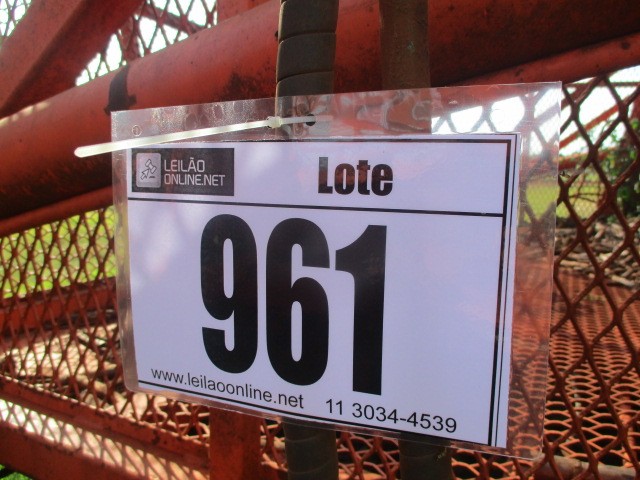 LEILÃO
ONLINE.NET
Lote
961
www.leilaoonline.net 11 3034-4539